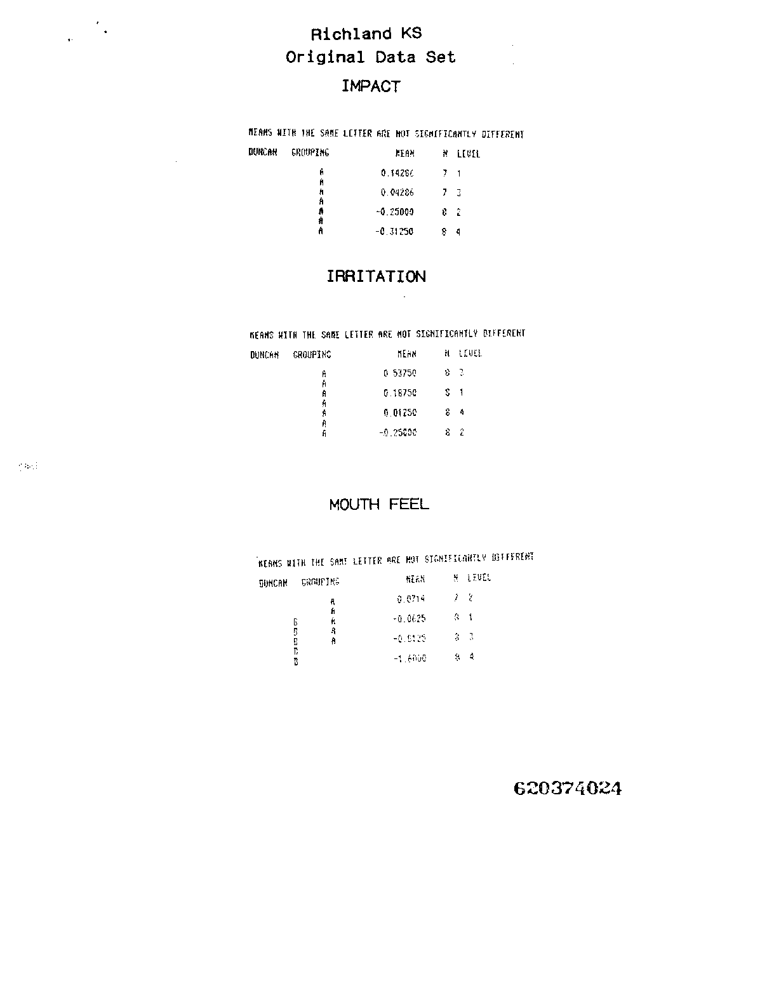 Richland KS
Original Data Set
IMPACT
MEANS WITH THE SAME LETTER ARE NOT SIGNIFICANTLY DIFFERENT
DUNCAN GROUPING MEAN N LEVEL
A 0.14286 7 1
A
A 0.04286 7 3
A
A -0.25000 8 2
A
A -0.31250 8 4
IRRITATION
MEANS WITH THE SAME LETTER ARE NOT SIGNIFICANTLY DIFFERENT
DUNCAN GROUPING MEAN N LEVEL
A 0.53750 8 3
A
A 0.18750 8 1
A
A 0.01250 8 4
A
A -0.25000 8 2
MOUTH FEEL
MEANS WITH THE SAME LETTER ARE NOT SIGNIFICANTLY DIFFERENT
DUNCAN GROUPING MEAN N LEVEL
A 0.0714 7 2
A
B A -0.0625 8 1
B A
B A 8 3
B
B -1.6000 8 4
620374024